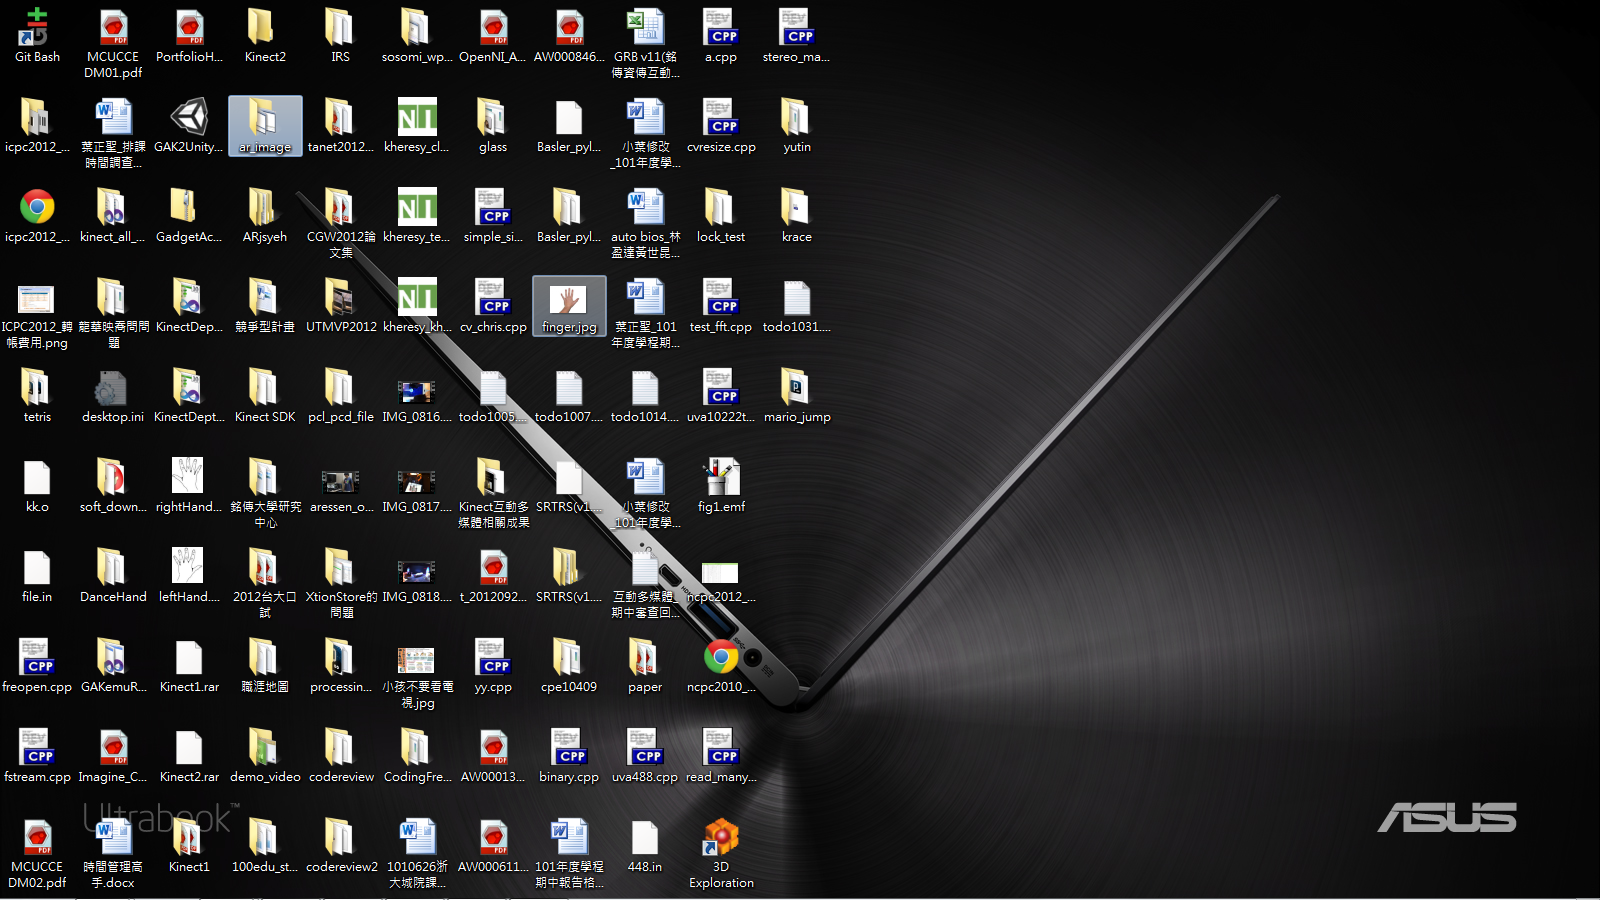 Git Bash
MCUCCE
DM01.pdf
PortfolioH...
Kinect2
IRS
sosomi_wp...
OpenNI_A...
AW000846...
GRB v11(銘
傳資傳互動...
a.cpp
stereo_ma...
icpc2012_...
葉正聖_排課
時間調查...
GAK2Unity...
ar_image
tanet2012...
kheresy_cl...
glass
Basler_pyl...
小葉修改
_101年度學...
cvresize.cpp
yutin
icpc2012_...
kinect_all_...
GadgetAc...
ARjsyeh
CGW2012論
文集
kheresy_te...
simple_si...
Basler_pyl...
auto bios_林
盈達黃世昆...
lock_test
krace
ICPC2012_轉
帳費用.png
龍華映喬問問
題
KinectDep...
競爭型計畫
UTMVP2012
kheresy_kh...
cv_chris.cpp
finger.jpg
葉正聖_101
年度學程期...
test_fft.cpp
todo1031....
tetris
desktop.ini
KinectDept...
Kinect SDK
pcl_pcd_file
IMG_0816....
todo1005....
todo1007....
todo1014....
uva10222t...
mario_jump
kk.o
soft_down...
rightHand...
銘傳大學研究
中心
aressen_o...
IMG_0817....
Kinect互動多
媒體相關成果
SRTRS(v1....
小葉修改
_101年度學...
fig1.emf
file.in
DanceHand
leftHand....
2012台大口
試
XtionStore的
問題
IMG_0818....
t_2012092...
SRTRS(v1....
互動多媒體_
期中審查回...
ncpc2012_...
freopen.cpp
GAKemuR...
Kinect1.rar
職涯地圖
processin...
小孩不要看電
視.jpg
yy.cpp
cpe10409
paper
ncpc2010_...
fstream.cpp
Imagine_C...
Kinect2.rar
demo_video
codereview
CodingFre...
AW00013...
binary.cpp
uva488.cpp
read_many...
Ultrabook™
ASUS
MCUCCE
DM02.pdf
時間管理高
手.docx
Kinect1
100edu_st...
codereview2
1010626浙
大城院課...
AW000611...
101年度學程
期中報告格...
448.in
3D
Exploration